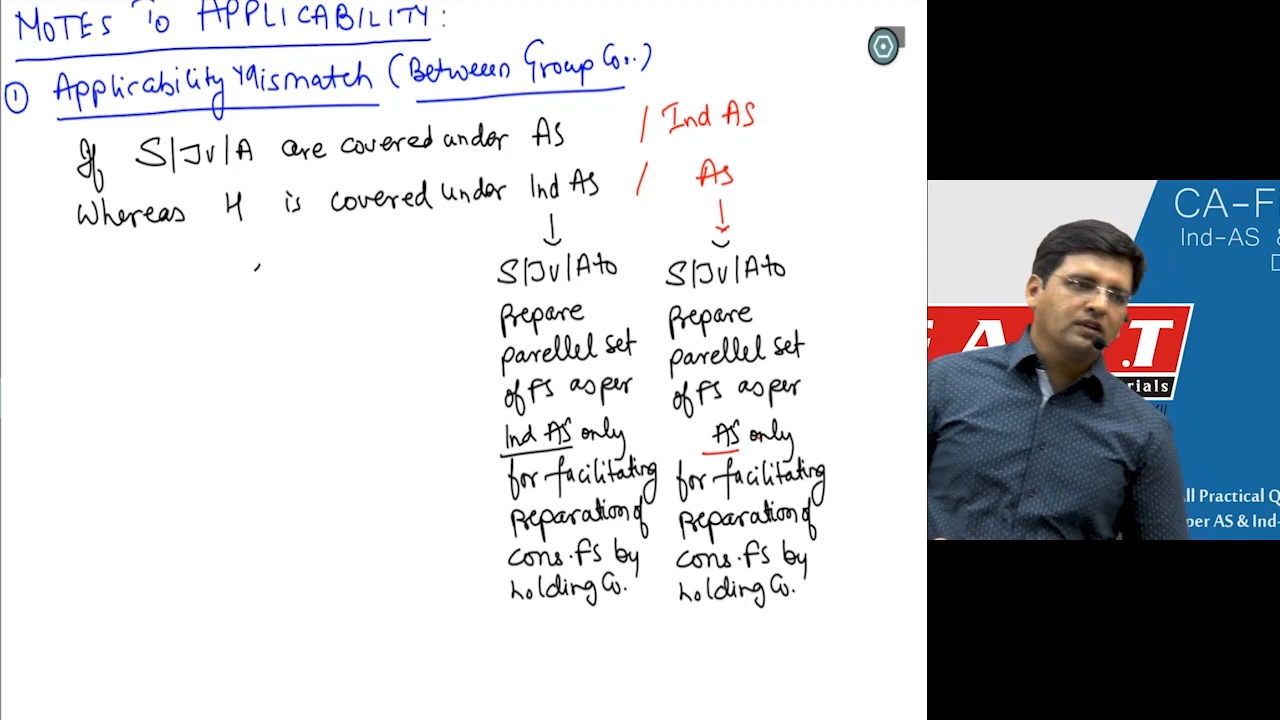 NOTES TO APPLICABILITY:
① Applicability Mismatch (Between Group Cos.)
If S/JV/A are covered under AS / Ind AS
Whereas H is covered under Ind AS / AS
S/JV/A to
prepare
parellel set
of FS as per
Ind AS only
for facilitating
preparation of
cons. FS by
holding Co.
S/JV/A to
prepare
parellel set
of FS as per
AS only
for facilitating
preparation of
cons. FS by
holding Co.
CA-F
Ind-AS &
D
EA
.T
rials
ll Practical Q
per AS & Ind-